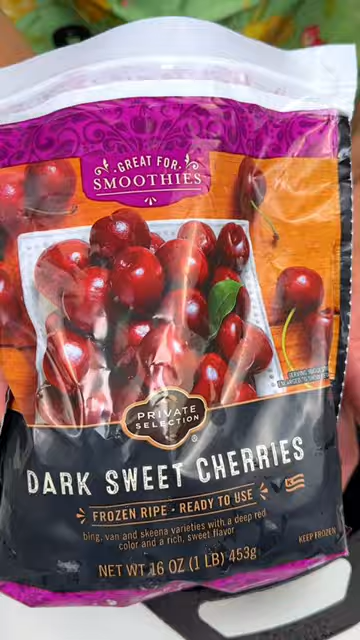 GREAT FOR
SMOOTHIES
PRIVATE
SELECTION
®
DARK SWEET CHERRIES
FROZEN RIPE • READY TO USE
bing, van and skeena varieties with a deep red
color and a rich, sweet flavor
K
KEEP FROZEN
NET WT 16 OZ (1 LB) 453g